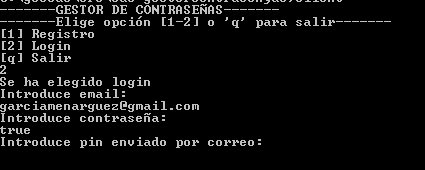 -------GESTOR DE CONTRASEÑAS-------
-------Elige opción [1-2] o 'q' para salir-------
[1] Registro
[2] Login
[q] Salir
2
Se ha elegido login
Introduce email:
garciamenarguez@gmail.com
Introduce contraseña:
true
Introduce pin enviado por correo: